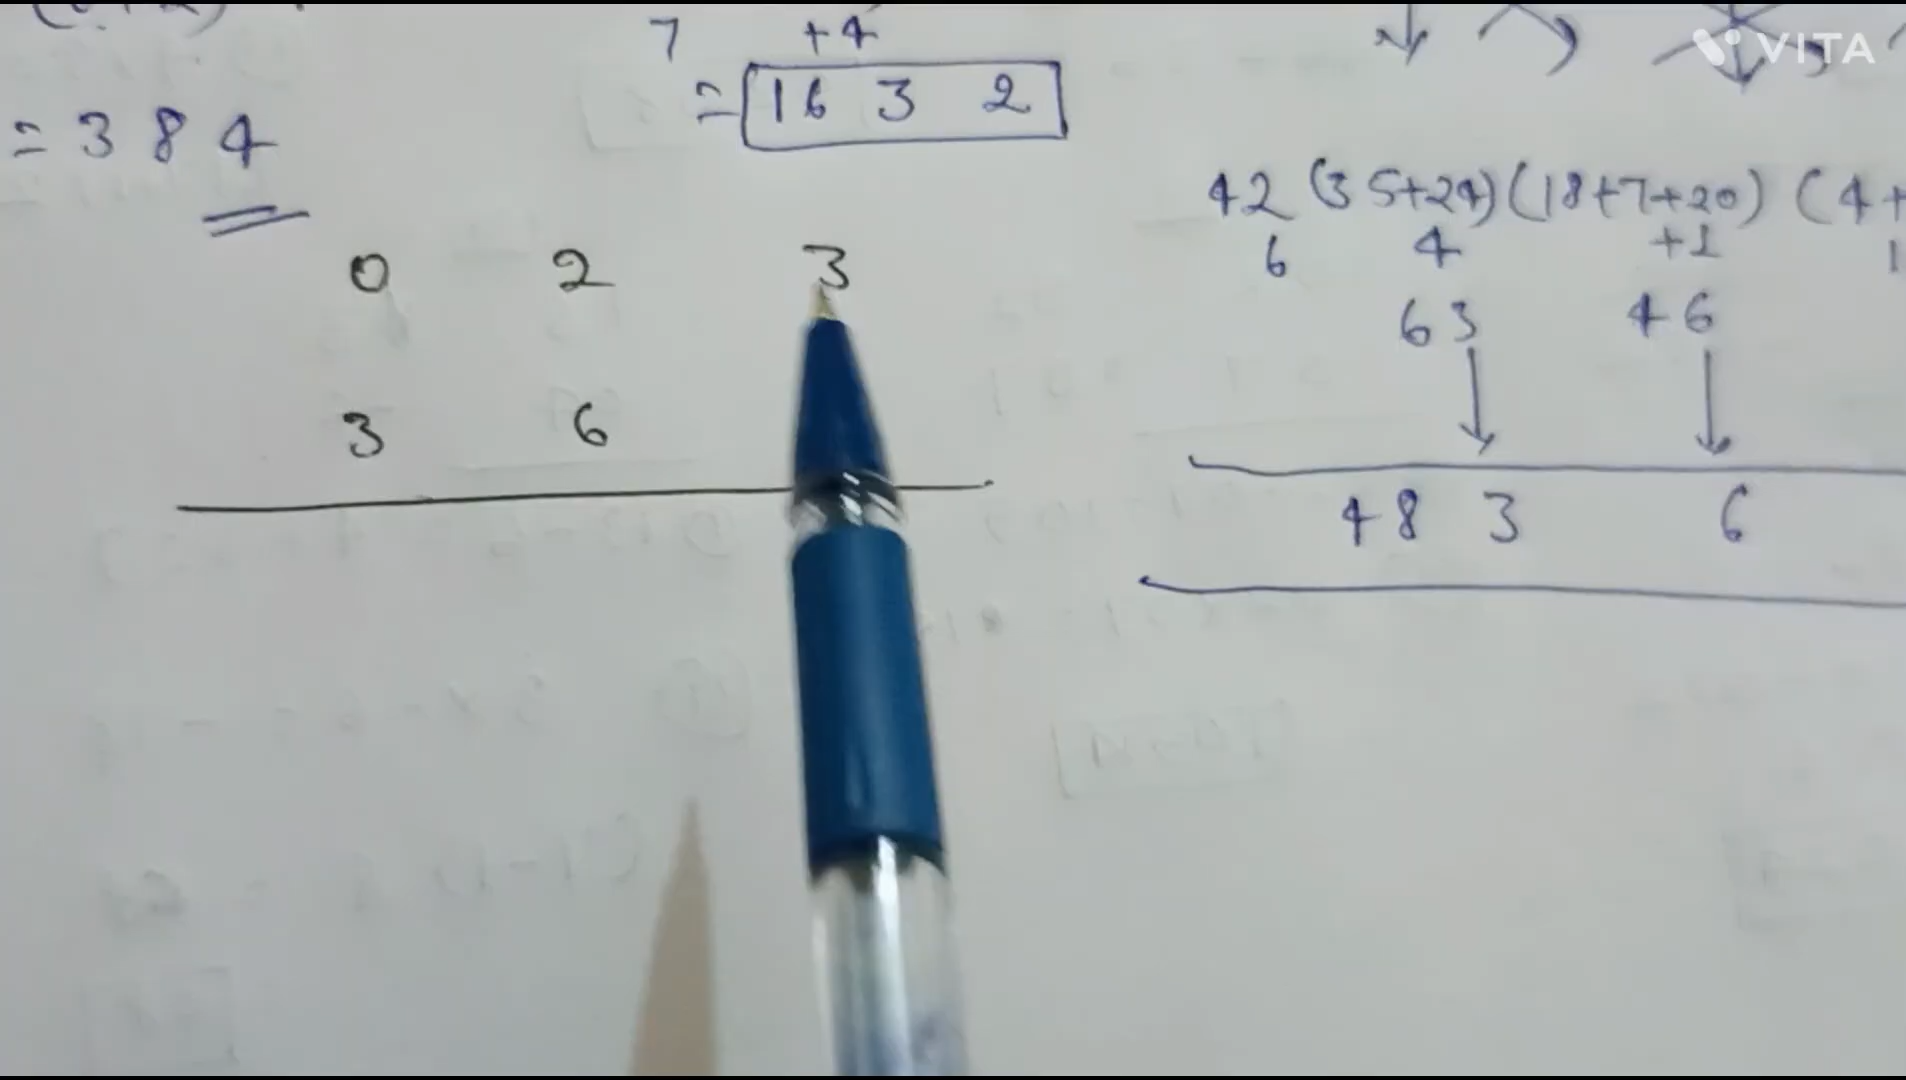 7 +4
VITA
= 16 3 2
= 3 8 4
42 (35+24) (18+7+20) (4+
6 4 +1 1
0 2 3
63 46
3 6
48 3 6